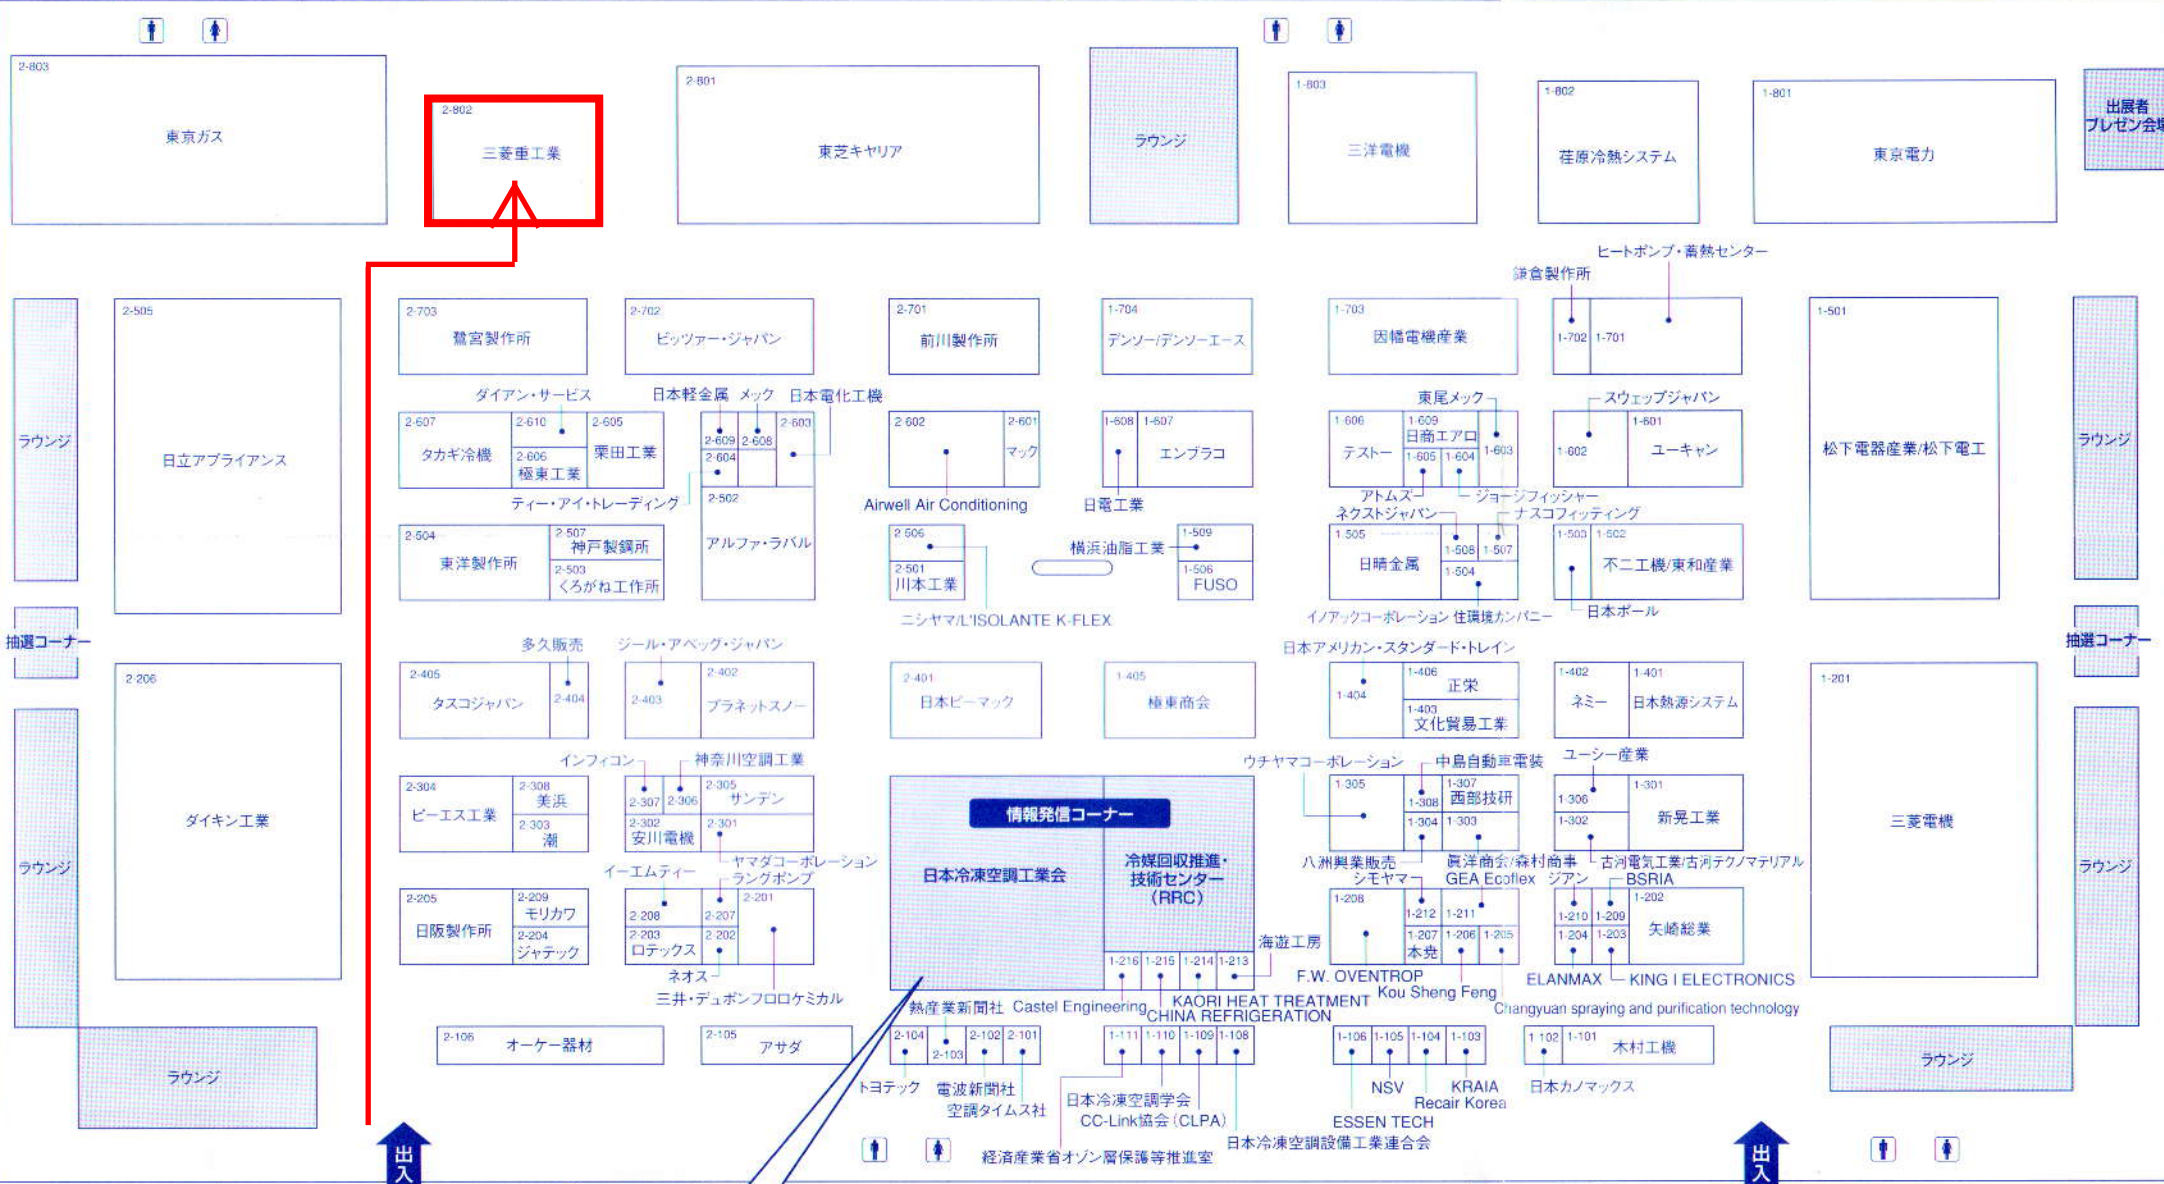 2-803
東京ガス
2-802
三菱重工業
2-801
東芝キヤリア
ラウンジ
1-803
三洋電機
1-802
荏原冷熱システム
1-801
東京電力
出展者
プレゼン会場
ヒートポンプ・蓄熱センター
鎌倉製作所
ラウンジ
2-505
日立アプライアンス
2-703
鷺宮製作所
2-702
ビッツァー・ジャパン
2-701
前川製作所
1-704
デンソー/デンソーエース
1-703
因幡電機産業
1-702
1-701
1-501
松下電器産業/松下電工
ラウンジ
ダイアン・サービス
日本軽金属
メック
日本電化工機
東尾メック
スウェップジャパン
2-607
タカギ冷機
2-610
2-606
極東工業
2-605
栗田工業
2-609
2-608
2-603
2-604
2-602
2-601
マック
1-608
1-607
エンブラコ
1-606
テストー
1-609
日商エアロ
1-605
1-604
1-603
1-602
1-601
ユーキャン
ティー・アイ・トレーディング
2-502
アルファ・ラバル
Airwell Air Conditioning
日電工業
アトムズ
ジョージフィッシャー
ネクストジャパン
ナスコフィッティング
2-504
東洋製作所
2-507
神戸製鋼所
2-503
くろがね工作所
2-506
2-501
川本工業
横浜油脂工業
1-509
1-506
FUSO
1-505
日晴金属
1-508
1-507
1-504
1-503
1-502
不二工機/東和産業
ニシヤマ/L'ISOLANTE K-FLEX
イノアックコーポレーション 住環境カンパニー
日本ボール
抽選コーナー
抽選コーナー
多久販売
ジール・アベッグ・ジャパン
日本アメリカン・スタンダード・トレイン
2-206
ダイキン工業
2-405
タスコジャパン
2-404
2-403
2-402
プラネットスノー
2-401
日本ピーマック
1-405
極東商会
1-404
1-406
正栄
1-403
文化貿易工業
1-402
ネミー
1-401
日本熱源システム
1-201
三菱電機
ラウンジ
ラウンジ
インフィコン
神奈川空調工業
ウチヤマコーポレーション
中島自動車電装
ユーシー産業
2-304
ピーエス工業
2-308
美浜
2-303
潮
2-307
2-306
2-305
サンデン
2-302
安川電機
2-301
情報発信コーナー
日本冷凍空調工業会
冷媒回収推進・
技術センター
(RRC)
1-305
1-308
1-307
西部技研
1-304
1-303
1-306
1-302
1-301
新晃工業
ヤマダコーポレーション
イーエムティー
ラングポンプ
八洲興業販売
シモヤマ
眞洋商会/森村商事
GEA Ecoflex
ジアン
古河電気工業/古河テクノマテリアル
BSRIA
2-205
日阪製作所
2-209
モリカワ
2-204
ジャテック
2-208
2-203
ロテックス
2-207
2-202
2-201
1-208
1-212
1-211
1-207
本尭
1-206
1-205
1-210
1-209
1-204
1-203
1-202
矢崎総業
ネオス
三井・デュポンフロロケミカル
1-216
1-215
1-214
1-213
海遊工房
F.W. OVENTROP
Kou Sheng Feng
ELANMAX
KING I ELECTRONICS
熱産業新聞社
Castel Engineering
KAORI HEAT TREATMENT
CHINA REFRIGERATION
Changyuan spraying and purification technology
ラウンジ
2-106
オーケー器材
2-105
アサダ
2-104
2-103
2-102
2-101
1-111
1-110
1-109
1-108
1-106
1-105
1-104
1-103
1 102
1-101
木村工機
ラウンジ
トヨテック
電波新聞社
空調タイムス社
日本冷凍空調学会
CC-Link協会(CLPA)
日本冷凍空調設備工業連合会
経済産業省オゾン層保護等推進室
NSV
KRAIA
Recair Korea
ESSEN TECH
日本カノマックス
出
入
出
入